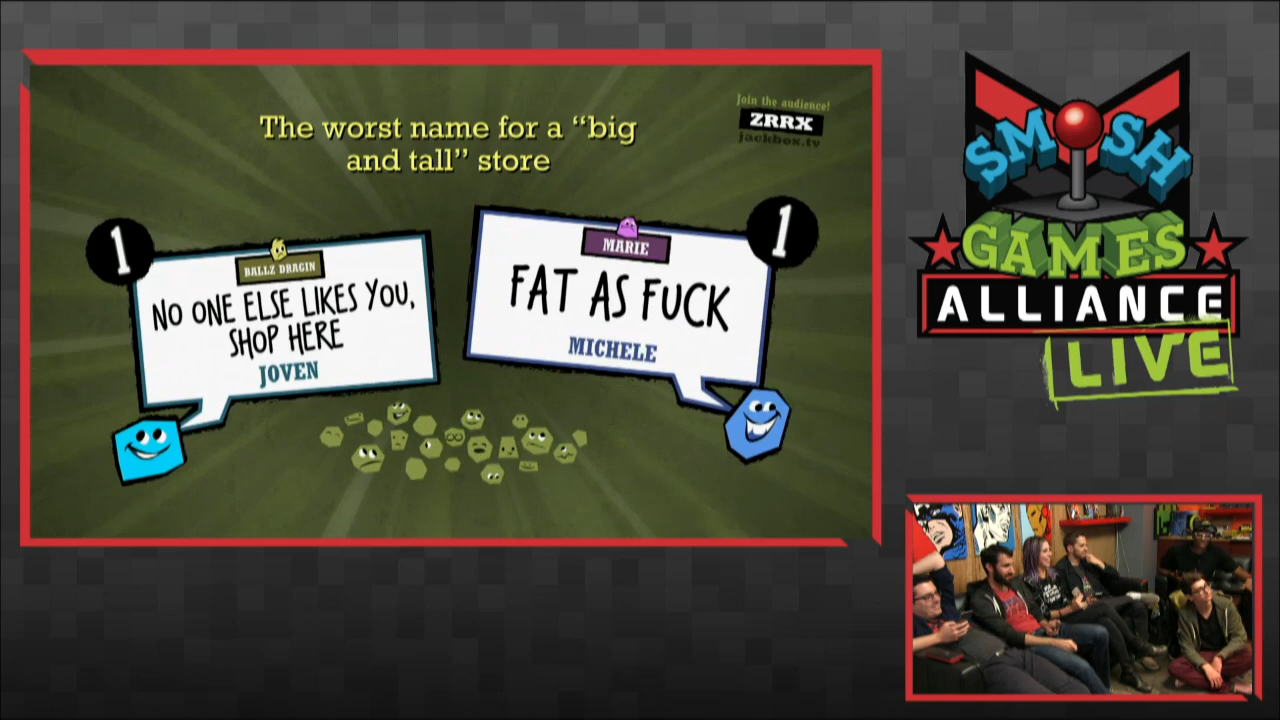 The worst name for a “big
and tall” store
Join the audience!
ZRRX
jackbox.tv
1
BALLZ DRAGIN
NO ONE ELSE LIKES YOU,
SHOP HERE
JOVEN
1
MARIE
FAT AS FUCK
MICHELE
SMOSH
GAMES
ALLIANCE
LIVE